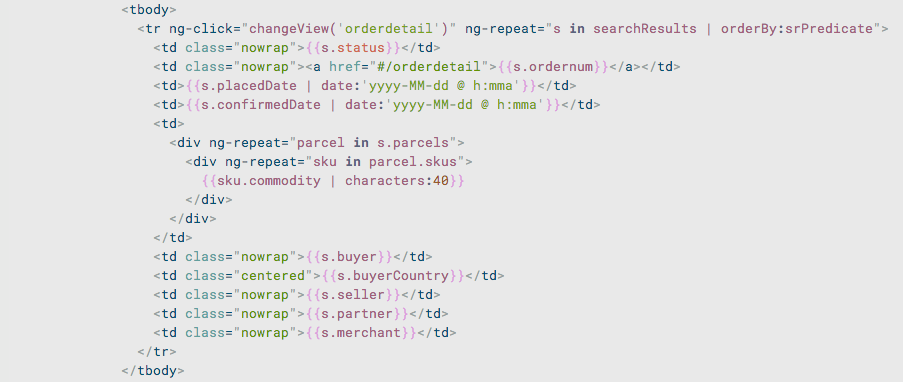 <tbody>
<tr ng-click="changeView('orderdetail')" ng-repeat="s in searchResults | orderBy:srPredicate">
<td class="nowrap">{{s.status}}</td>
<td class="nowrap"><a href="#/orderdetail">{{s.ordernum}}</a></td>
<td>{{s.placedDate | date:'yyyy-MM-dd @ h:mma'}}</td>
<td>{{s.confirmedDate | date:'yyyy-MM-dd @ h:mma'}}</td>
<td>
<div ng-repeat="parcel in s.parcels">
<div ng-repeat="sku in parcel.skus">
{{sku.commodity | characters:40}}
</div>
</div>
</td>
<td class="nowrap">{{s.buyer}}</td>
<td class="centered">{{s.buyerCountry}}</td>
<td class="nowrap">{{s.seller}}</td>
<td class="nowrap">{{s.partner}}</td>
<td class="nowrap">{{s.merchant}}</td>
</tr>
</tbody>